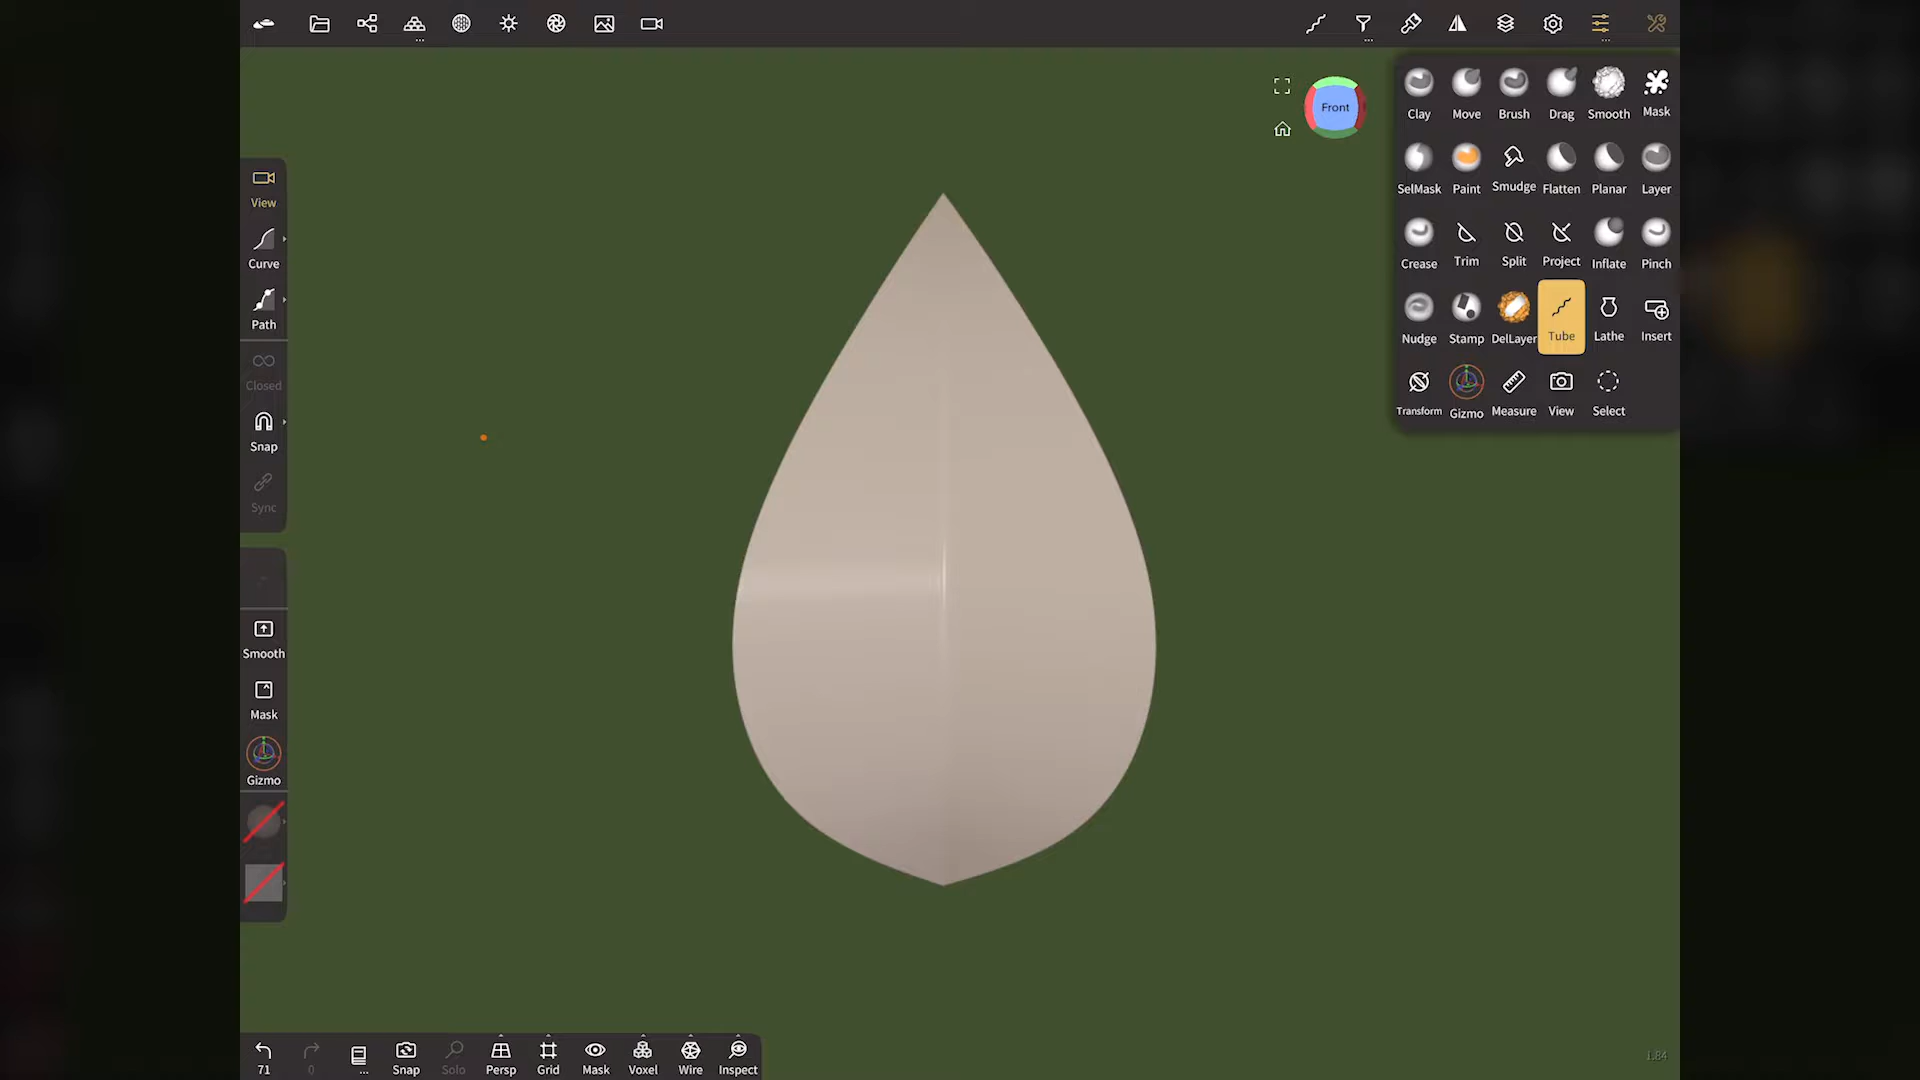 Front
Clay Move Brush Drag Smooth Mask
SelMask Paint Smudge Flatten Planar Layer
Crease Trim Split Project Inflate Pinch
Nudge Stamp DelLayer Tube Lathe Insert
Transform Gizmo Measure View Select
View
Curve
Path
Closed
Snap
Sync
Smooth
Mask
Gizmo
71 0 ... Snap Solo Persp Grid Mask Voxel Wire Inspect
1.84